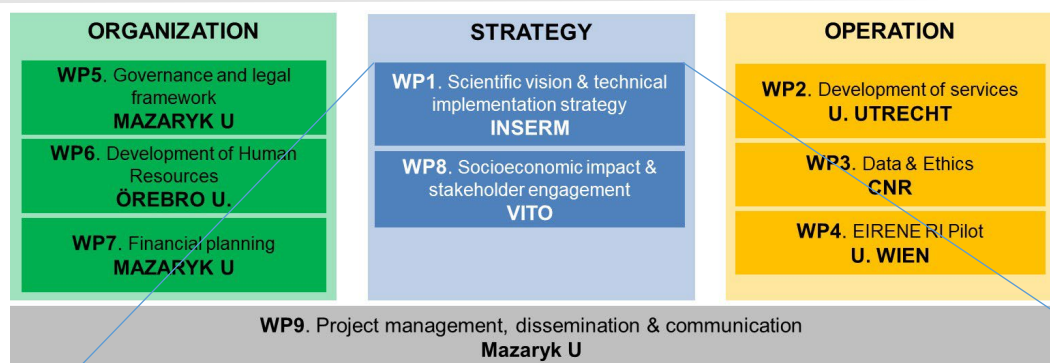 ORGANIZATION
WP5. Governance and legal
framework
MAZARYK U
WP6. Development of Human
Resources
ÖREBRO U.
WP7. Financial planning
MAZARYK U
STRATEGY
WP1. Scientific vision & technical
implementation strategy
INSERM
WP8. Socioeconomic impact &
stakeholder engagement
VITO
OPERATION
WP2. Development of services
U. UTRECHT
WP3. Data & Ethics
CNR
WP4. EIRENE RI Pilot
U. WIEN
WP9. Project management, dissemination & communication
Mazaryk U